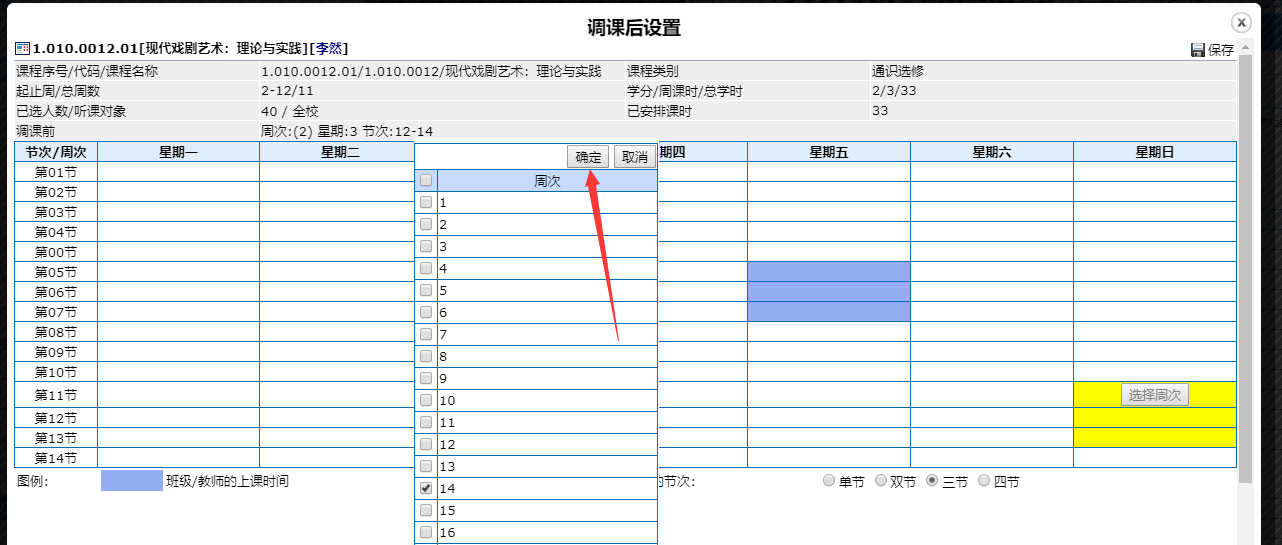 调课后设置
1.010.0012.01[现代戏剧艺术：理论与实践][李然]
保存
课程序号/代码/课程名称 1.010.0012.01/1.010.0012/现代戏剧艺术：理论与实践 课程类别 通识选修
起止周/总周数 2-12/11 学分/周课时/总学时 2/3/33
已选人数/听课对象 40 / 全校 已安排课时 33
调课前 周次:(2) 星期:3 节次:12-14
节次/周次 星期一 星期二 期四 星期五 星期六 星期日
确定 取消
周次
1
2
3
4
5
6
7
8
9
10
11
12
13
14
15
16
第01节
第02节
第03节
第04节
第00节
第05节
第06节
第07节
第08节
第09节
第10节
第11节 选择周次
第12节
第13节
第14节
图例: 班级/教师的上课时间 的节次: 单节 双节 三节 四节